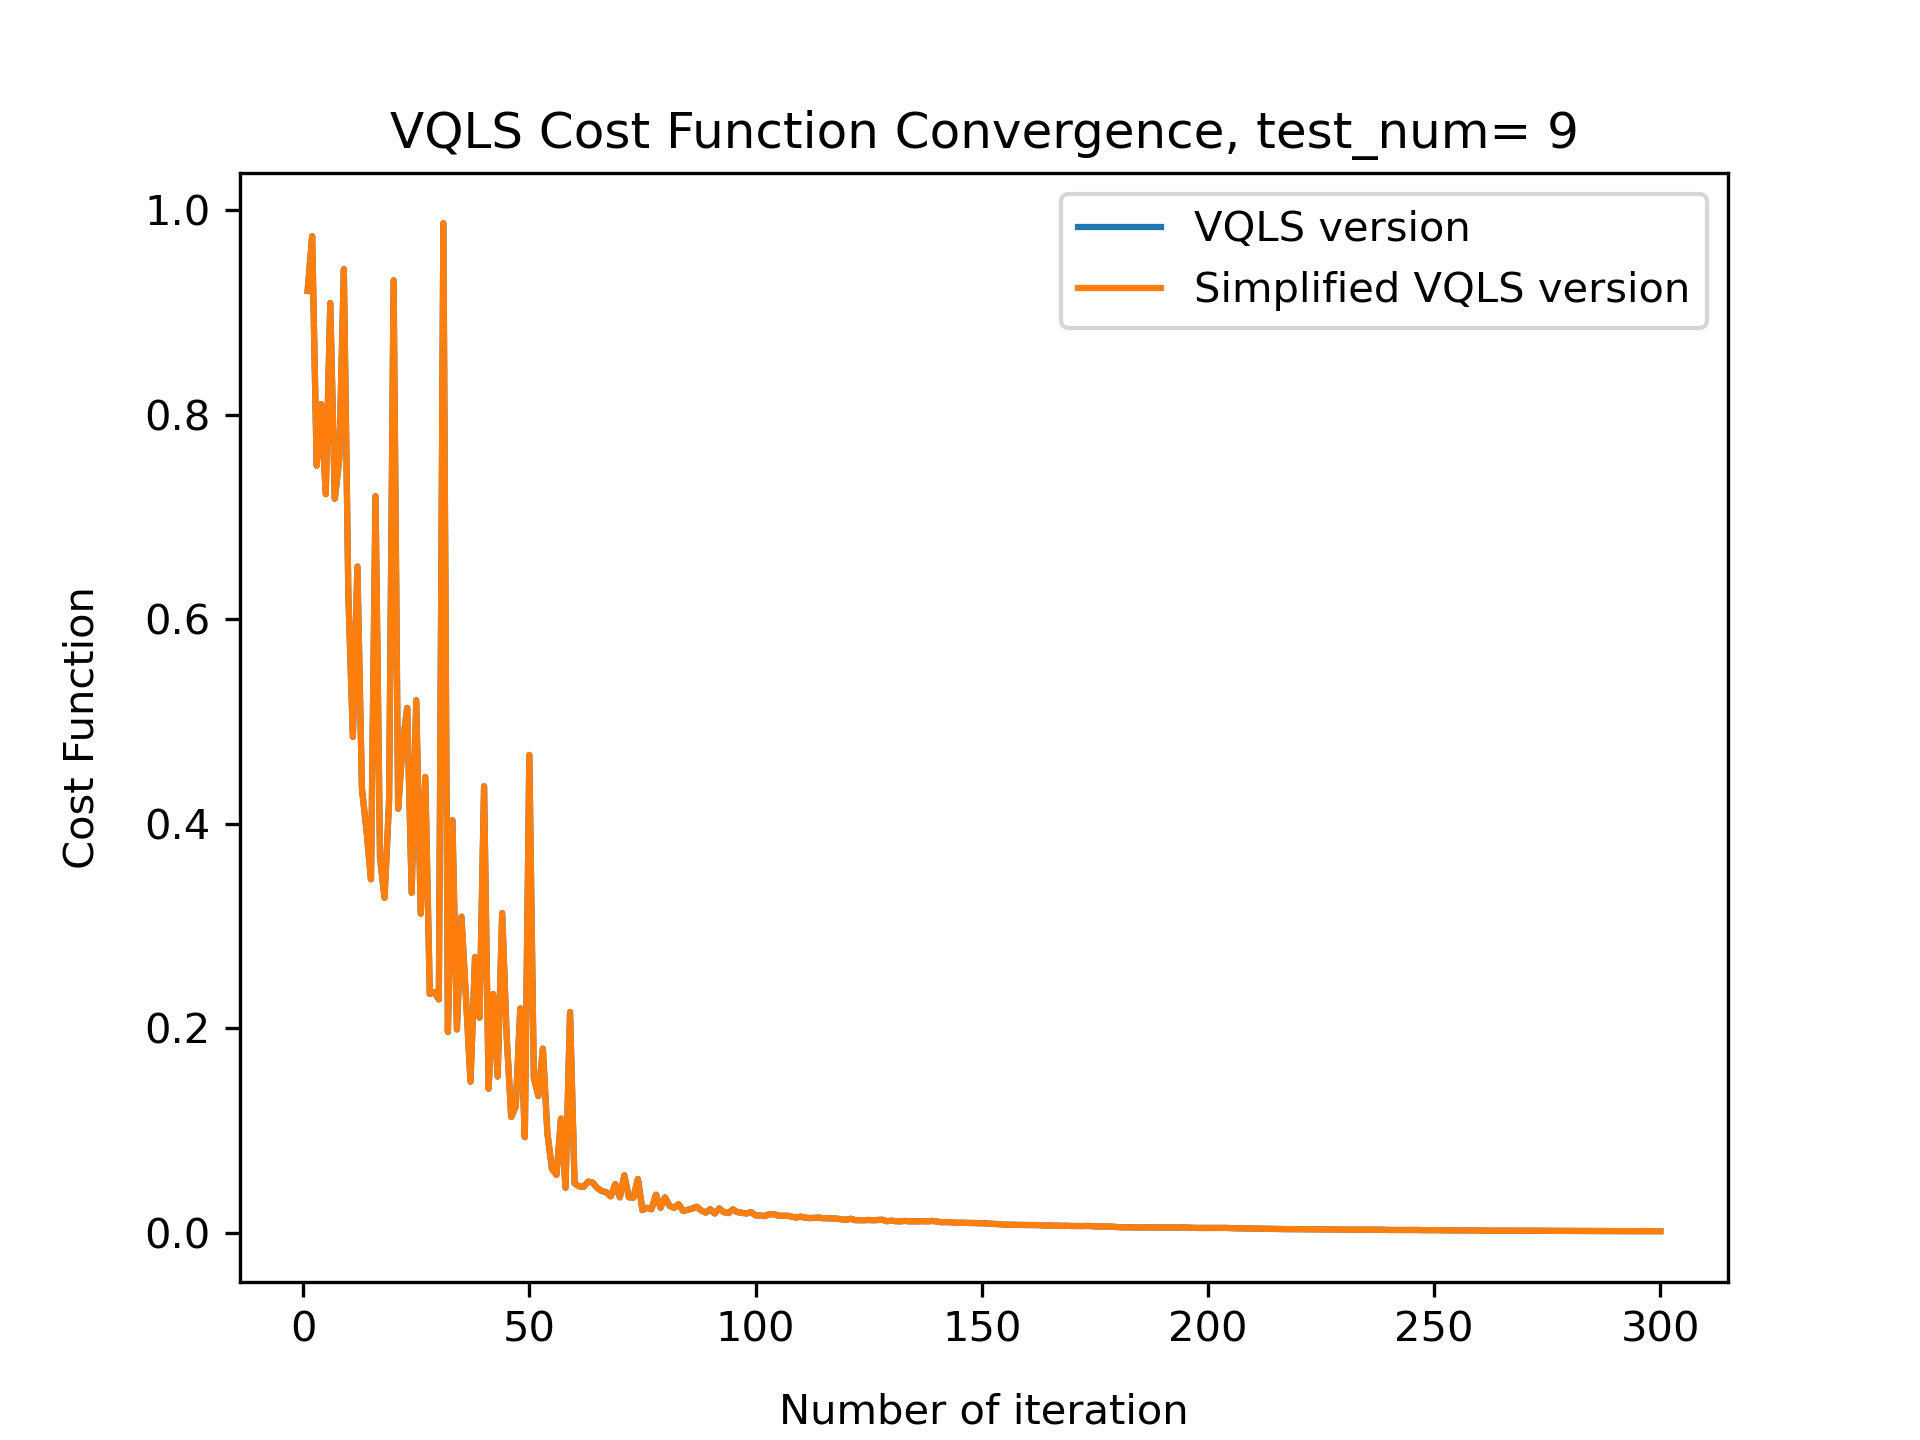 VQLS Cost Function Convergence, test_num= 9
VQLS version
Simplified VQLS version
1.0
0.8
0.6
0.4
0.2
0.0
Cost Function
0 50 100 150 200 250 300
Number of iteration